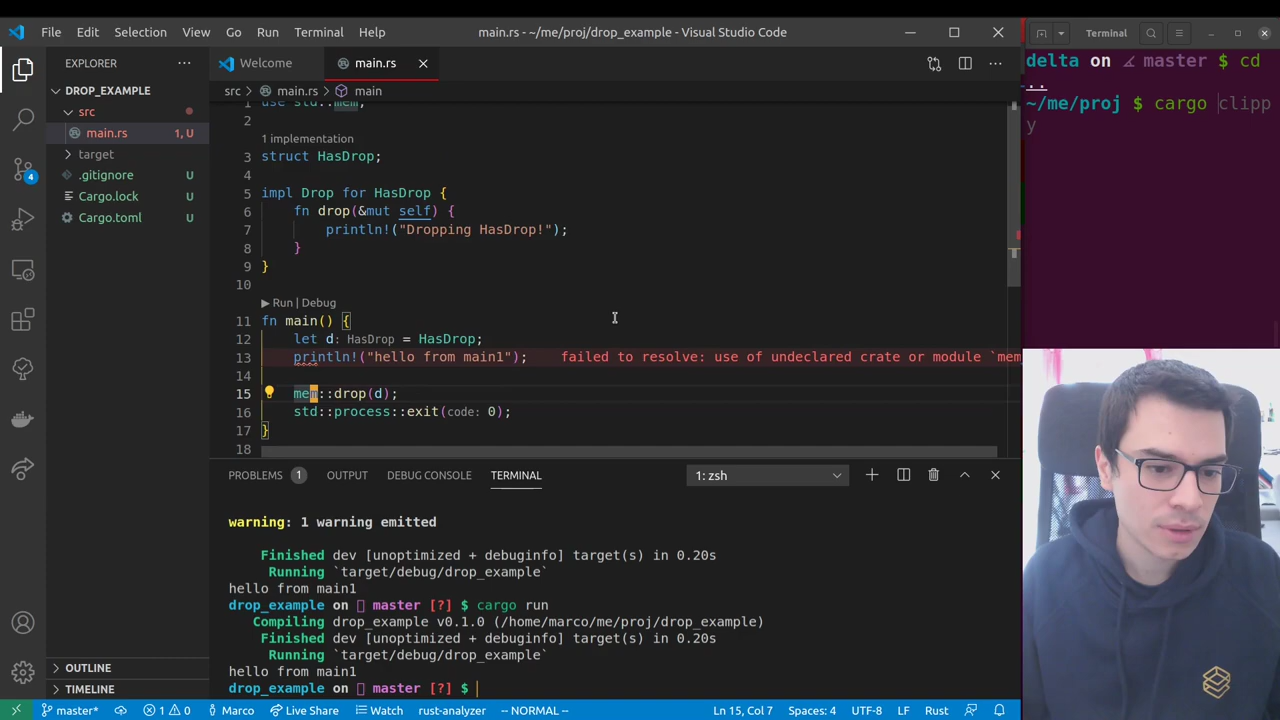 File Edit Selection View Go Run Terminal Help
main.rs - ~/me/proj/drop_example - Visual Studio Code
EXPLORER
DROP_EXAMPLE
src
main.rs 1, U
target
.gitignore U
Cargo.lock U
Cargo.toml U
4
OUTLINE
TIMELINE
Welcome
main.rs
src > main.rs > main
1 use std::mem;
2
1 implementation
3 struct HasDrop;
4
5 impl Drop for HasDrop {
6 fn drop(&mut self) {
7 println!("Dropping HasDrop!");
8 }
9 }
10
Run | Debug
11 fn main() {
12 let d: HasDrop = HasDrop;
13 println!("hello from main1"); failed to resolve: use of undeclared crate or module `mem
14
15 mem::drop(d);
16 std::process::exit(code: 0);
17 }
18
PROBLEMS 1 OUTPUT DEBUG CONSOLE TERMINAL
1: zsh
warning: 1 warning emitted
Finished dev [unoptimized + debuginfo] target(s) in 0.20s
Running `target/debug/drop_example`
hello from main1
drop_example on master [?] $ cargo run
Compiling drop_example v0.1.0 (/home/marco/me/proj/drop_example)
Finished dev [unoptimized + debuginfo] target(s) in 0.20s
Running `target/debug/drop_example`
hello from main1
drop_example on master [?] $
master* 1 0 Marco Live Share Watch rust-analyzer -- NORMAL -- Ln 15, Col 7 Spaces: 4 UTF-8 LF Rust
Terminal
delta on master $ cd
..
~/me/proj $ cargo clipp
y